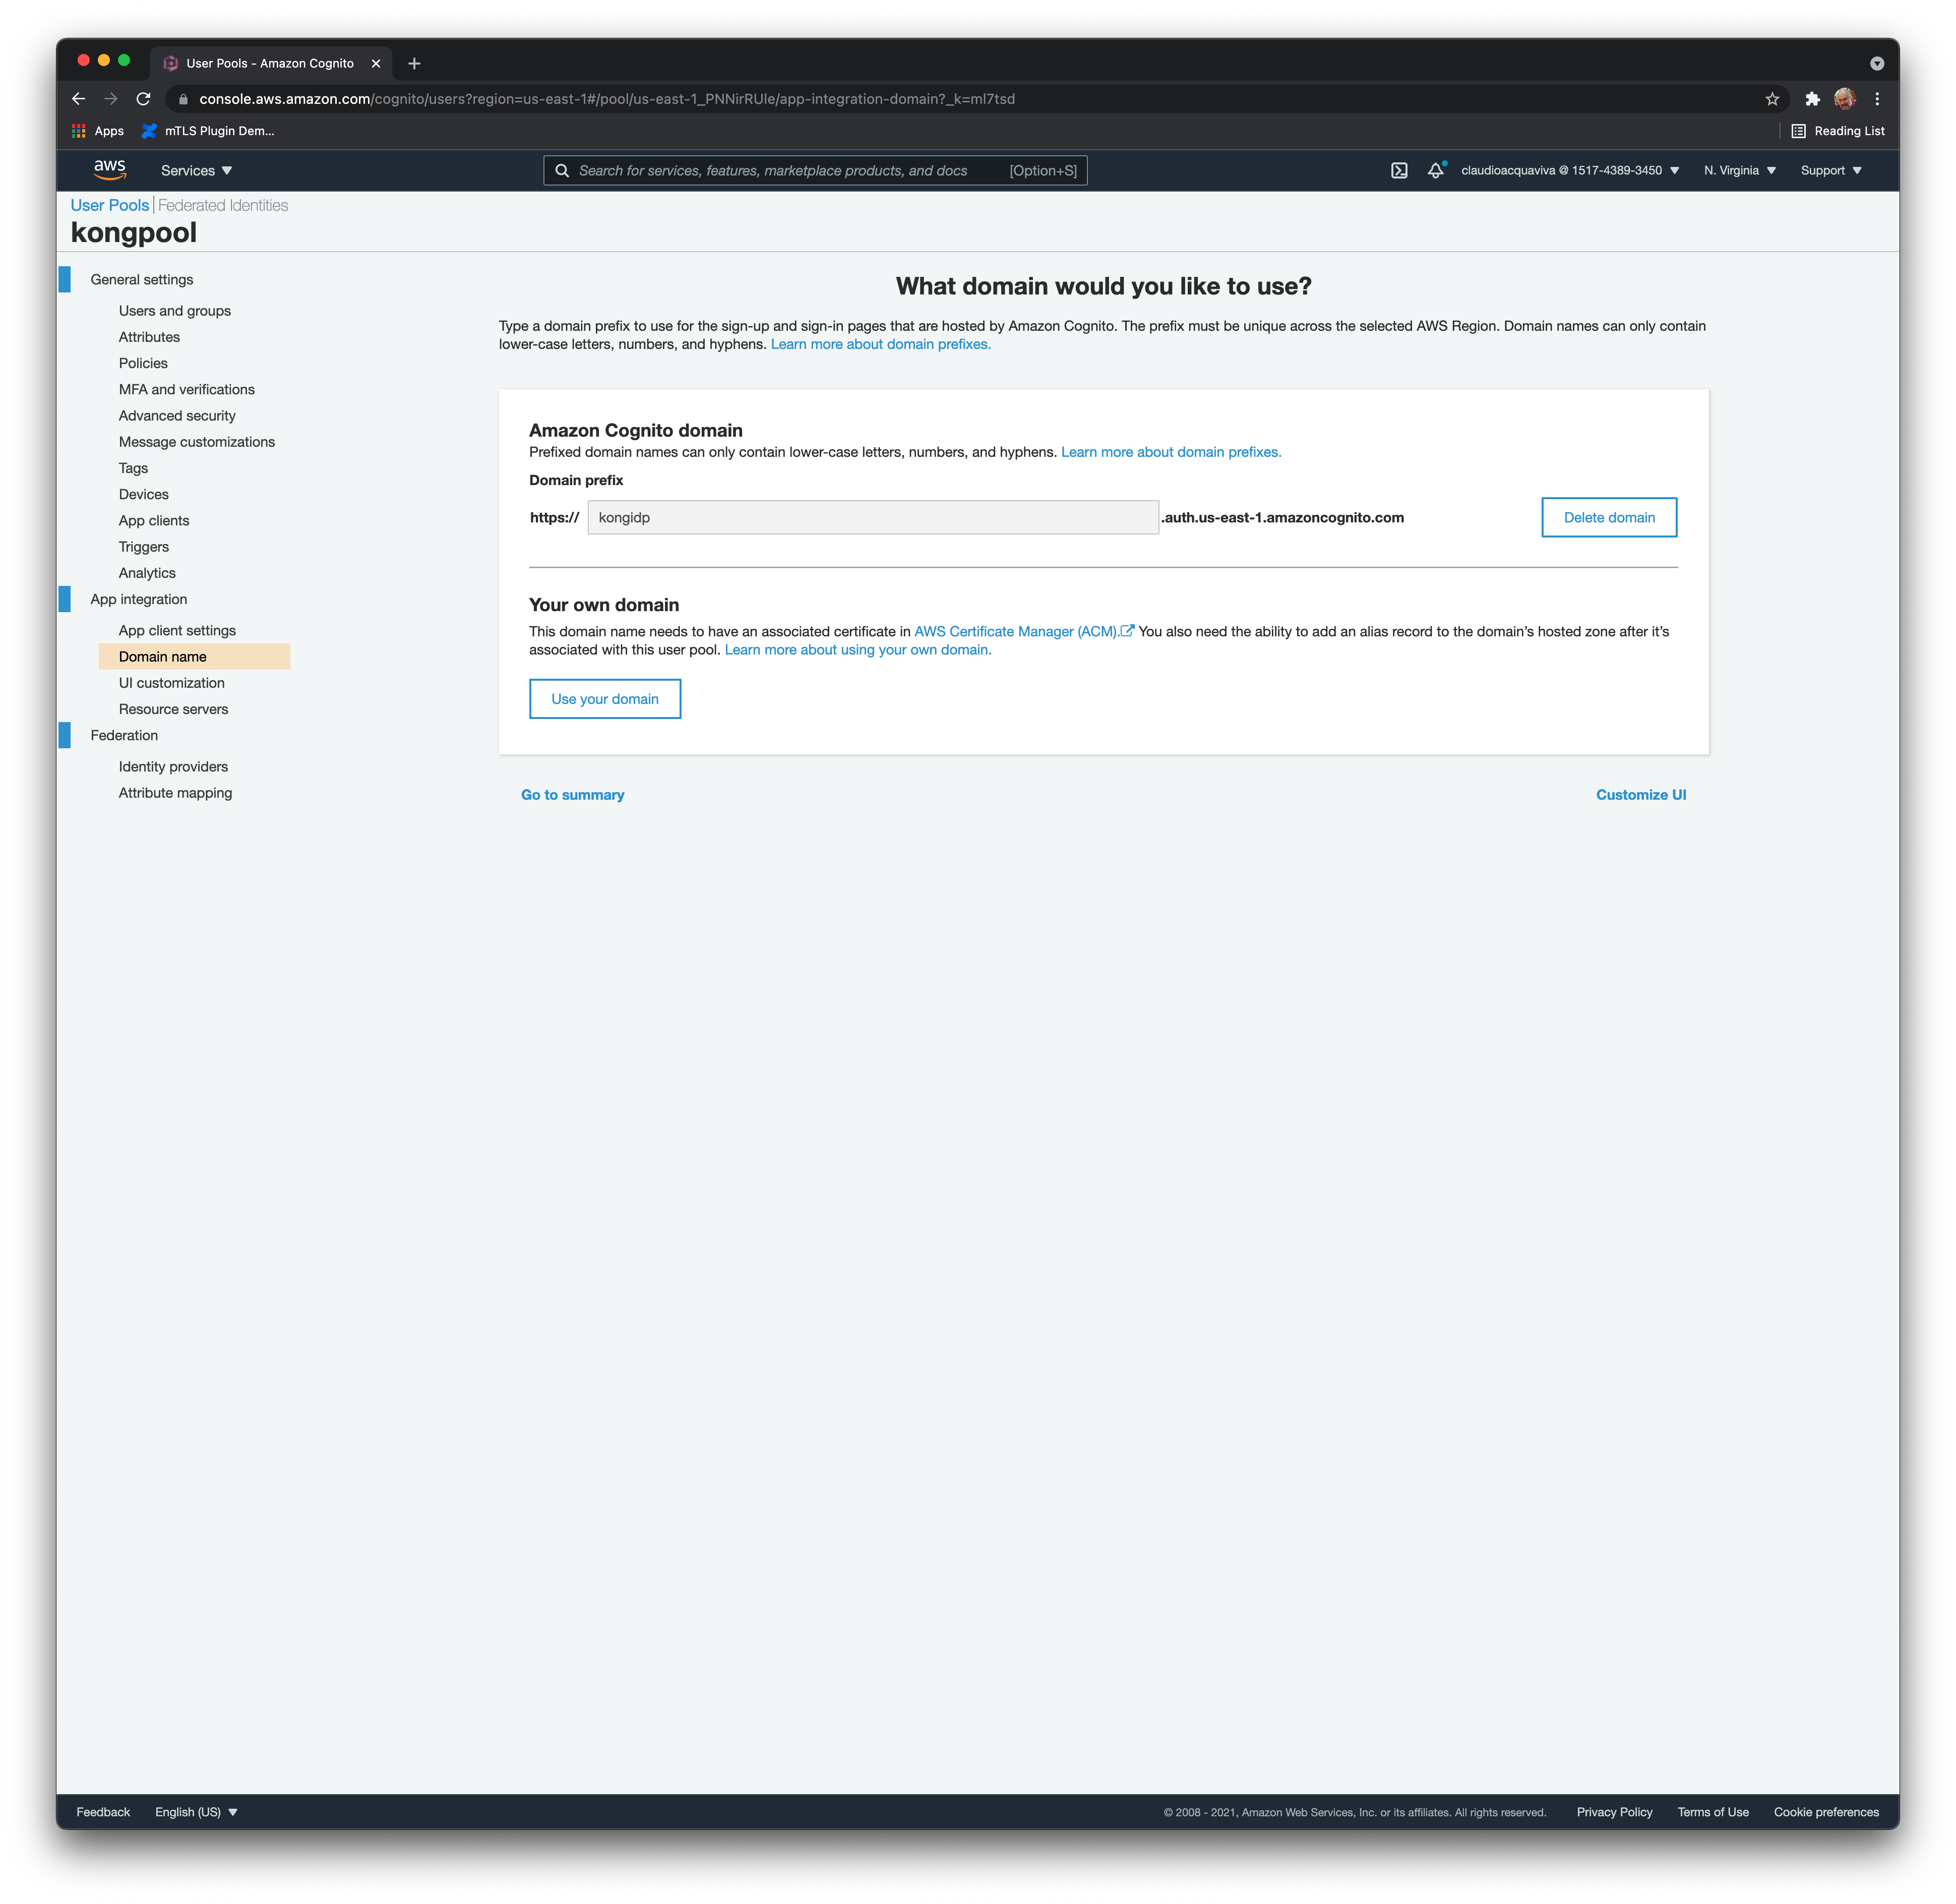 User Pools - Amazon Cognito
console.aws.amazon.com/cognito/users?region=us-east-1#/pool/us-east-1_PNNirRUle/app-integration-domain?_k=ml7tsd
Apps mTLS Plugin Dem... Reading List
aws Services Search for services, features, marketplace products, and docs [Option+S] claudioacquaviva @ 1517-4389-3450 N. Virginia Support
User Pools | Federated Identities
kongpool
General settings
Users and groups
Attributes
Policies
MFA and verifications
Advanced security
Message customizations
Tags
Devices
App clients
Triggers
Analytics
App integration
App client settings
Domain name
UI customization
Resource servers
Federation
Identity providers
Attribute mapping
What domain would you like to use?
Type a domain prefix to use for the sign-up and sign-in pages that are hosted by Amazon Cognito. The prefix must be unique across the selected AWS Region. Domain names can only contain
lower-case letters, numbers, and hyphens. Learn more about domain prefixes.
Amazon Cognito domain
Prefixed domain names can only contain lower-case letters, numbers, and hyphens. Learn more about domain prefixes.
Domain prefix
https:// kongidp .auth.us-east-1.amazoncognito.com Delete domain
Your own domain
This domain name needs to have an associated certificate in AWS Certificate Manager (ACM). You also need the ability to add an alias record to the domain's hosted zone after it's
associated with this user pool. Learn more about using your own domain.
Use your domain
Go to summary Customize UI
Feedback English (US) © 2008 - 2021, Amazon Web Services, Inc. or its affiliates. All rights reserved. Privacy Policy Terms of Use Cookie preferences